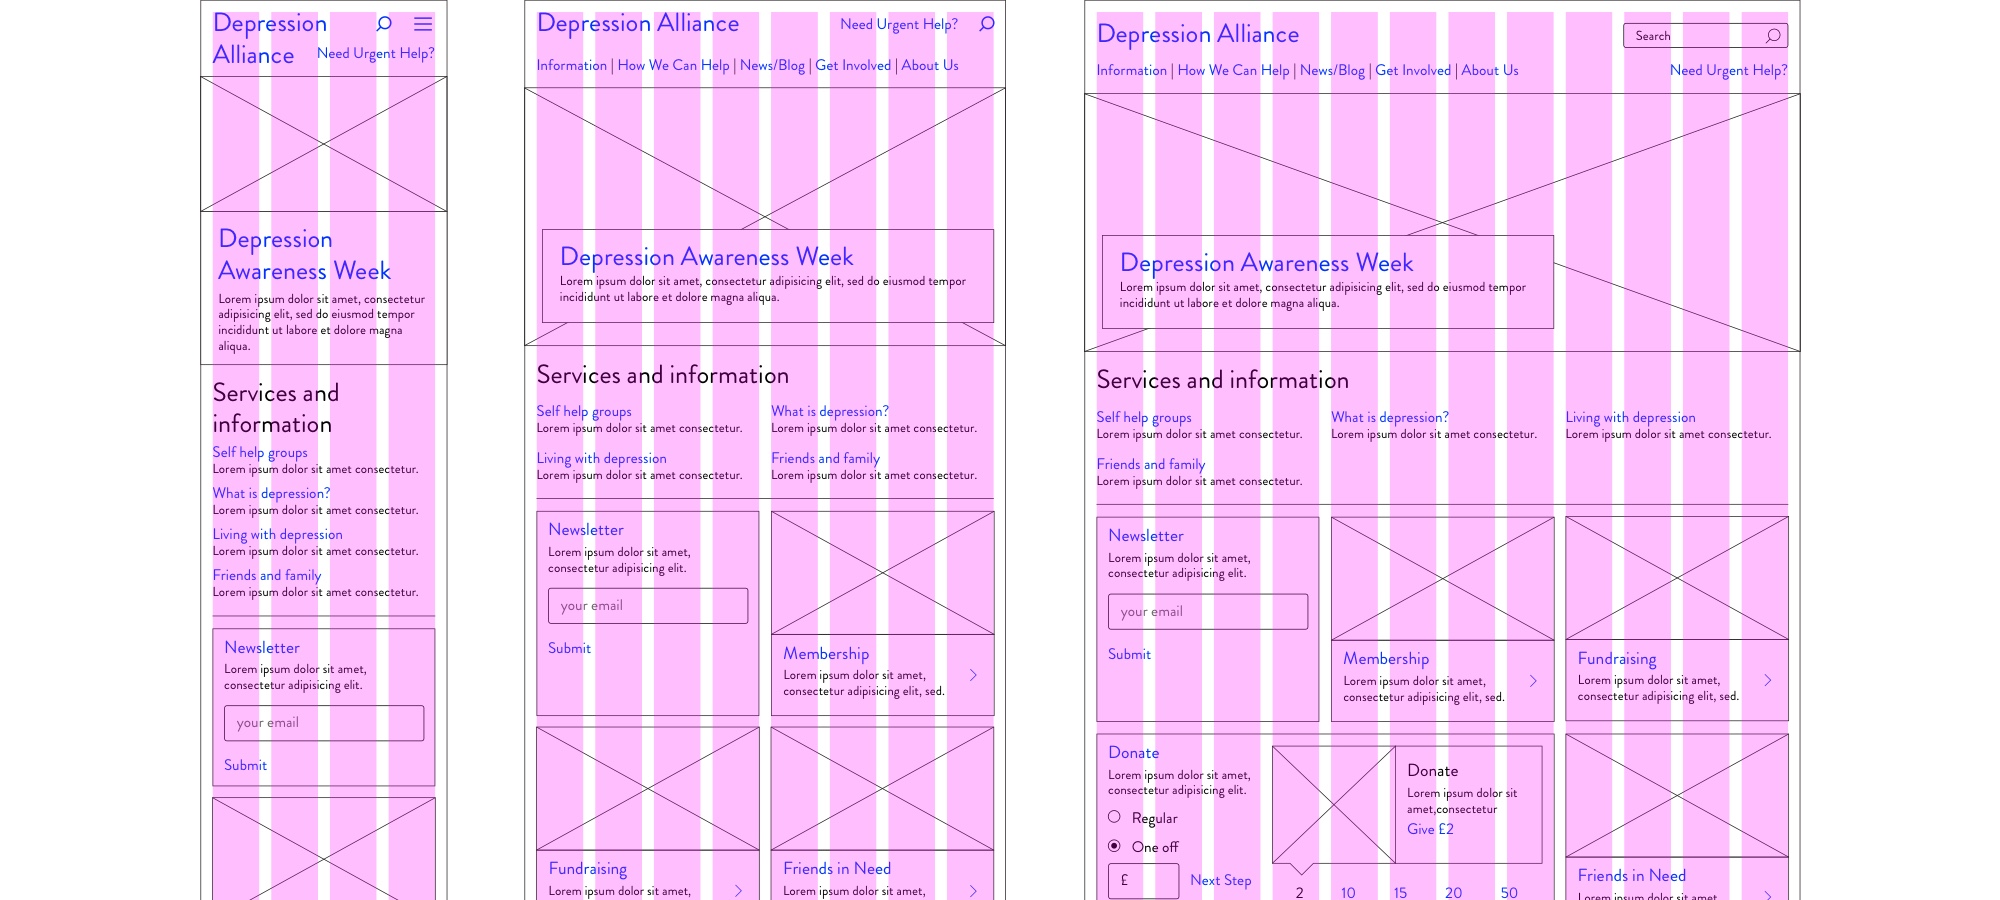 Depression
Alliance
Need Urgent Help?
Depression
Awareness Week
Lorem ipsum dolor sit amet, consectetur
adipisicing elit, sed do eiusmod tempor
incididunt ut labore et dolore magna
aliqua.
Services and
information
Self help groups
Lorem ipsum dolor sit amet consectetur.
What is depression?
Lorem ipsum dolor sit amet consectetur.
Living with depression
Lorem ipsum dolor sit amet consectetur.
Friends and family
Lorem ipsum dolor sit amet consectetur.
Newsletter
Lorem ipsum dolor sit amet,
consectetur adipisicing elit.
your email
Submit
Depression Alliance
Need Urgent Help?
Information | How We Can Help | News/Blog | Get Involved | About Us
Depression Awareness Week
Lorem ipsum dolor sit amet, consectetur adipisicing elit, sed do eiusmod tempor
incididunt ut labore et dolore magna aliqua.
Services and information
Self help groups
Lorem ipsum dolor sit amet consectetur.
What is depression?
Lorem ipsum dolor sit amet consectetur.
Living with depression
Lorem ipsum dolor sit amet consectetur.
Friends and family
Lorem ipsum dolor sit amet consectetur.
Newsletter
Lorem ipsum dolor sit amet,
consectetur adipisicing elit.
your email
Submit
Membership
Lorem ipsum dolor sit amet,
consectetur adipisicing elit, sed.
Fundraising
Lorem ipsum dolor sit amet,
Friends in Need
Lorem ipsum dolor sit amet,
Depression Alliance
Search
Information | How We Can Help | News/Blog | Get Involved | About Us
Need Urgent Help?
Depression Awareness Week
Lorem ipsum dolor sit amet, consectetur adipisicing elit, sed do eiusmod tempor
incididunt ut labore et dolore magna aliqua.
Services and information
Self help groups
Lorem ipsum dolor sit amet consectetur.
What is depression?
Lorem ipsum dolor sit amet consectetur.
Living with depression
Lorem ipsum dolor sit amet consectetur.
Friends and family
Lorem ipsum dolor sit amet consectetur.
Newsletter
Lorem ipsum dolor sit amet,
consectetur adipisicing elit.
your email
Submit
Membership
Lorem ipsum dolor sit amet,
consectetur adipisicing elit, sed.
Fundraising
Lorem ipsum dolor sit amet,
consectetur adipisicing elit, sed.
Donate
Lorem ipsum dolor sit amet,
consectetur adipisicing elit.
Regular
One off
£
Next Step
Donate
Lorem ipsum dolor sit
amet,consectetur
Give £2
2 10 15 20 50
Friends in Need
Lorem ipsum dolor sit amet,